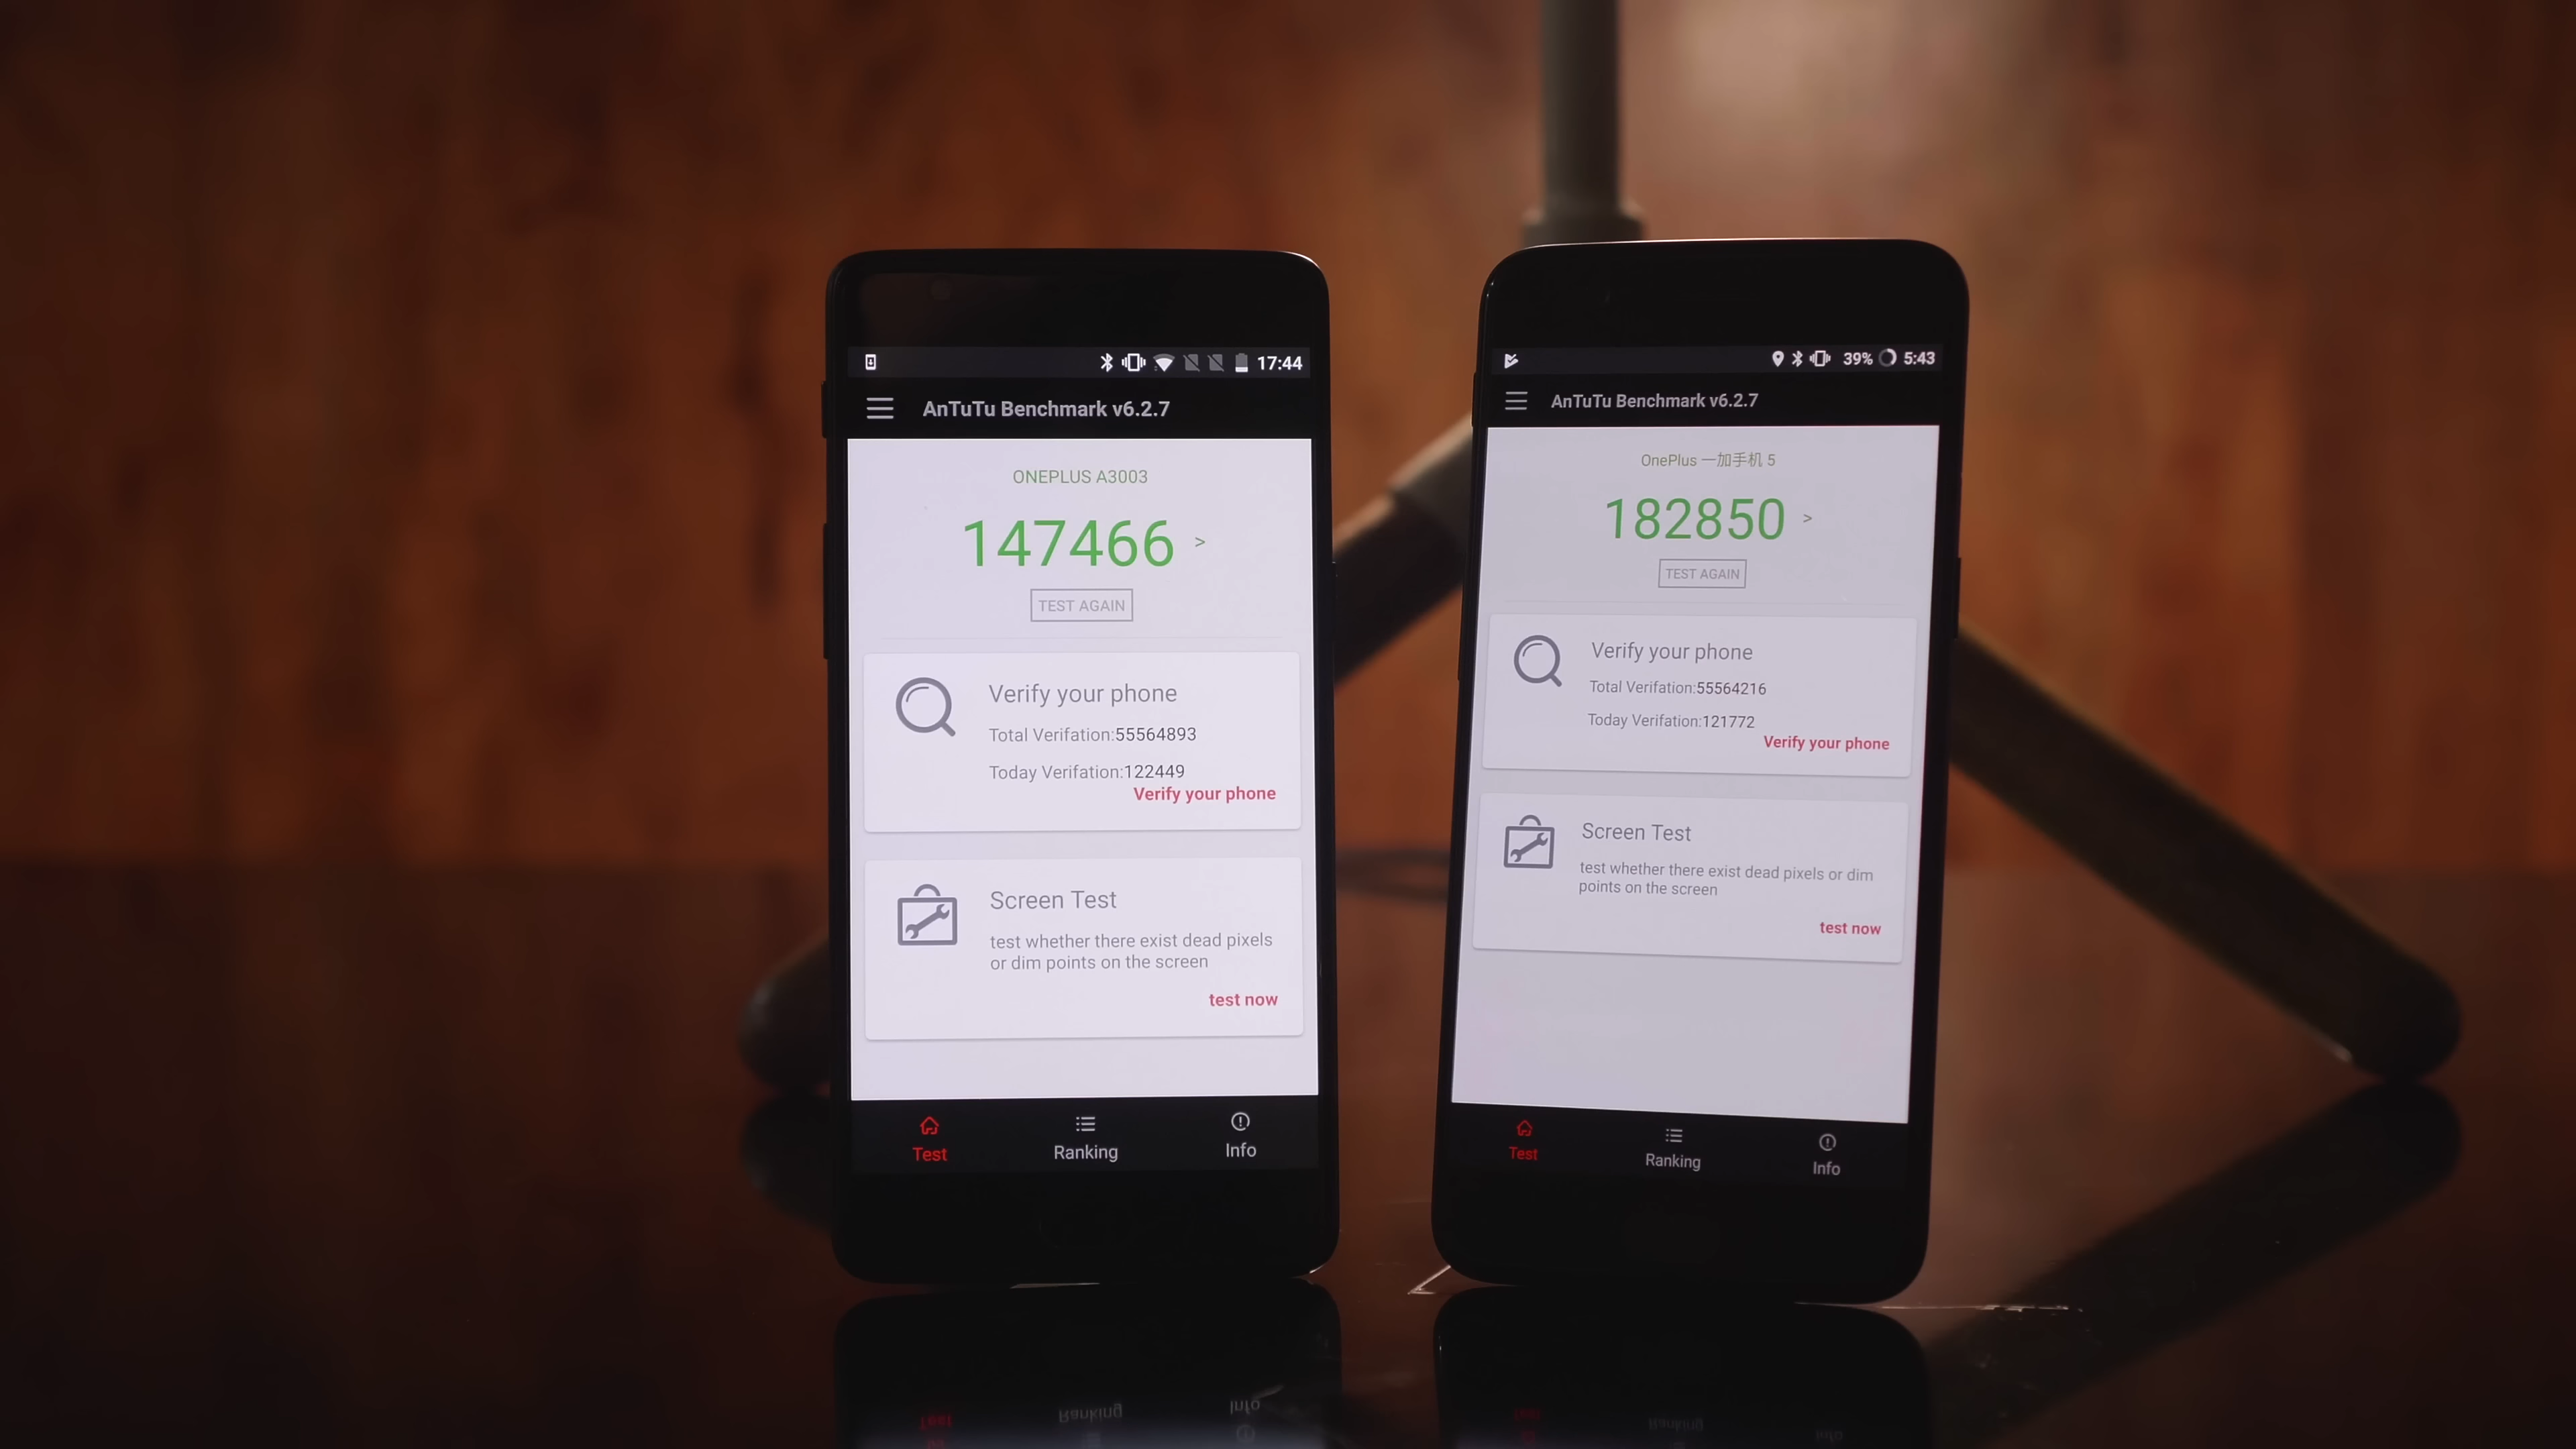 17:44
AnTuTu Benchmark v6.2.7
ONEPLUS A3003
147466 >
TEST AGAIN
Verify your phone
Total Verifation:55564893
Today Verifation:122449
Verify your phone
Screen Test
test whether there exist dead pixels
or dim points on the screen
test now
Test
Ranking
Info
39% 5:43
AnTuTu Benchmark v6.2.7
OnePlus 一加手机 5
182850 >
TEST AGAIN
Verify your phone
Total Verifation:55564216
Today Verifation:121772
Verify your phone
Screen Test
test whether there exist dead pixels or dim
points on the screen
test now
Test
Ranking
Info